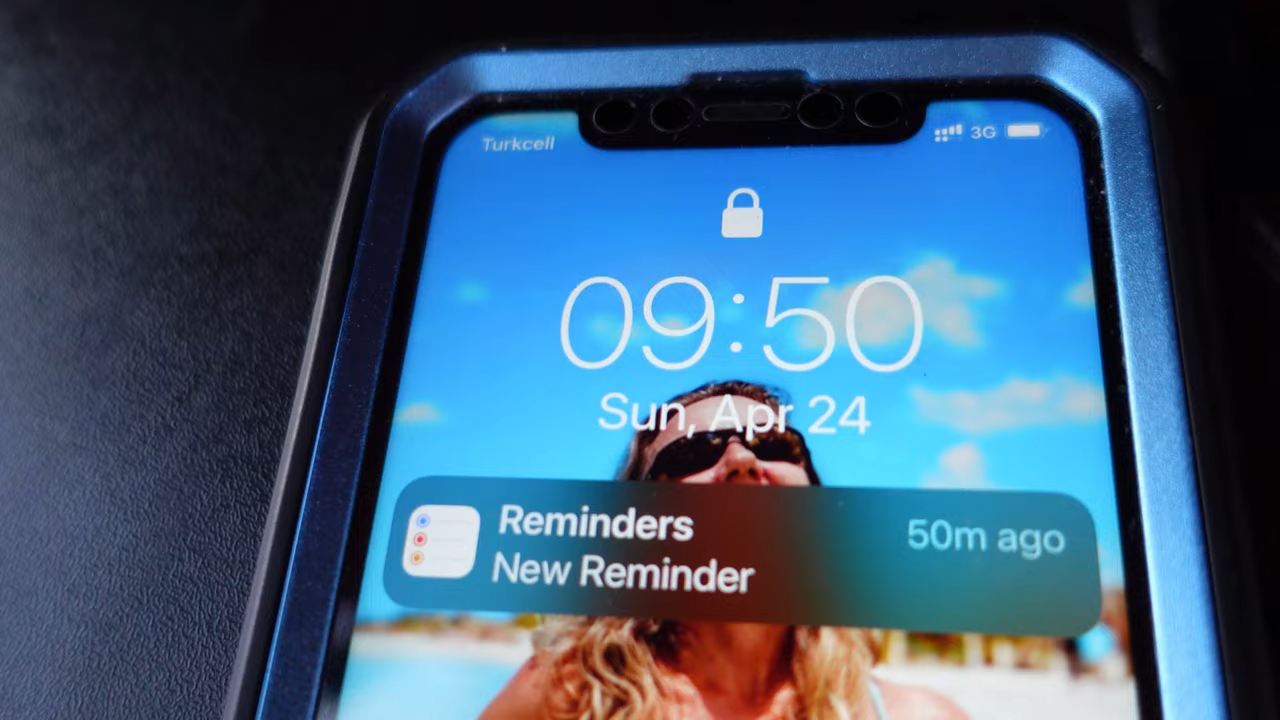 Turkcell
3G
09:50
Sun, Apr 24
Reminders
50m ago
New Reminder